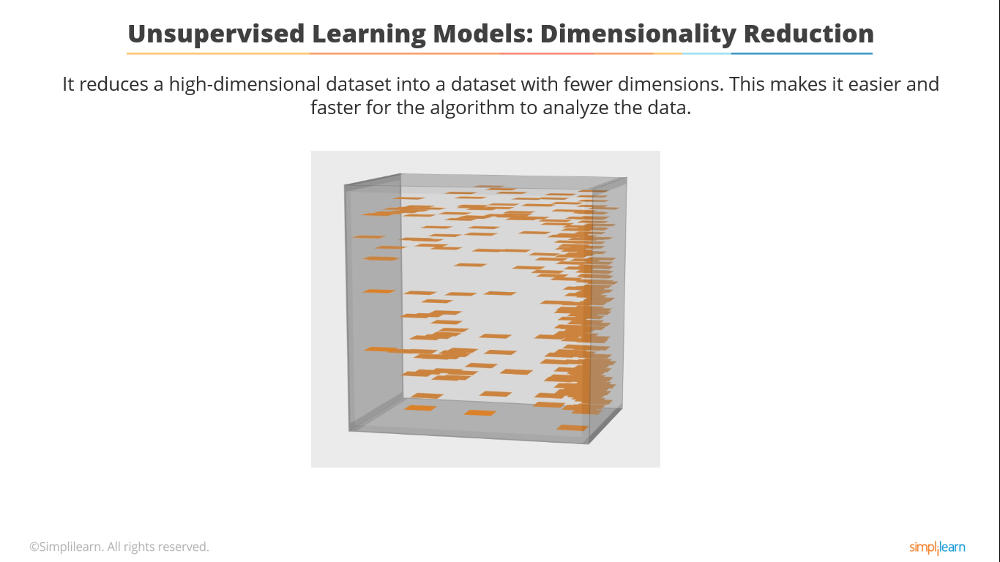 Unsupervised Learning Models: Dimensionality Reduction
It reduces a high-dimensional dataset into a dataset with fewer dimensions. This makes it easier and
faster for the algorithm to analyze the data.
©Simplilearn. All rights reserved.
simplilearn